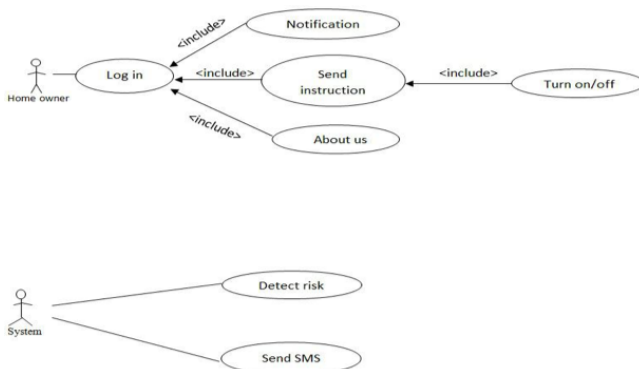 Notification
<include>
Log in
<include>
Send
instruction
<include>
Turn on/off
Home owner
<include>
About us
Detect risk
System
Send SMS